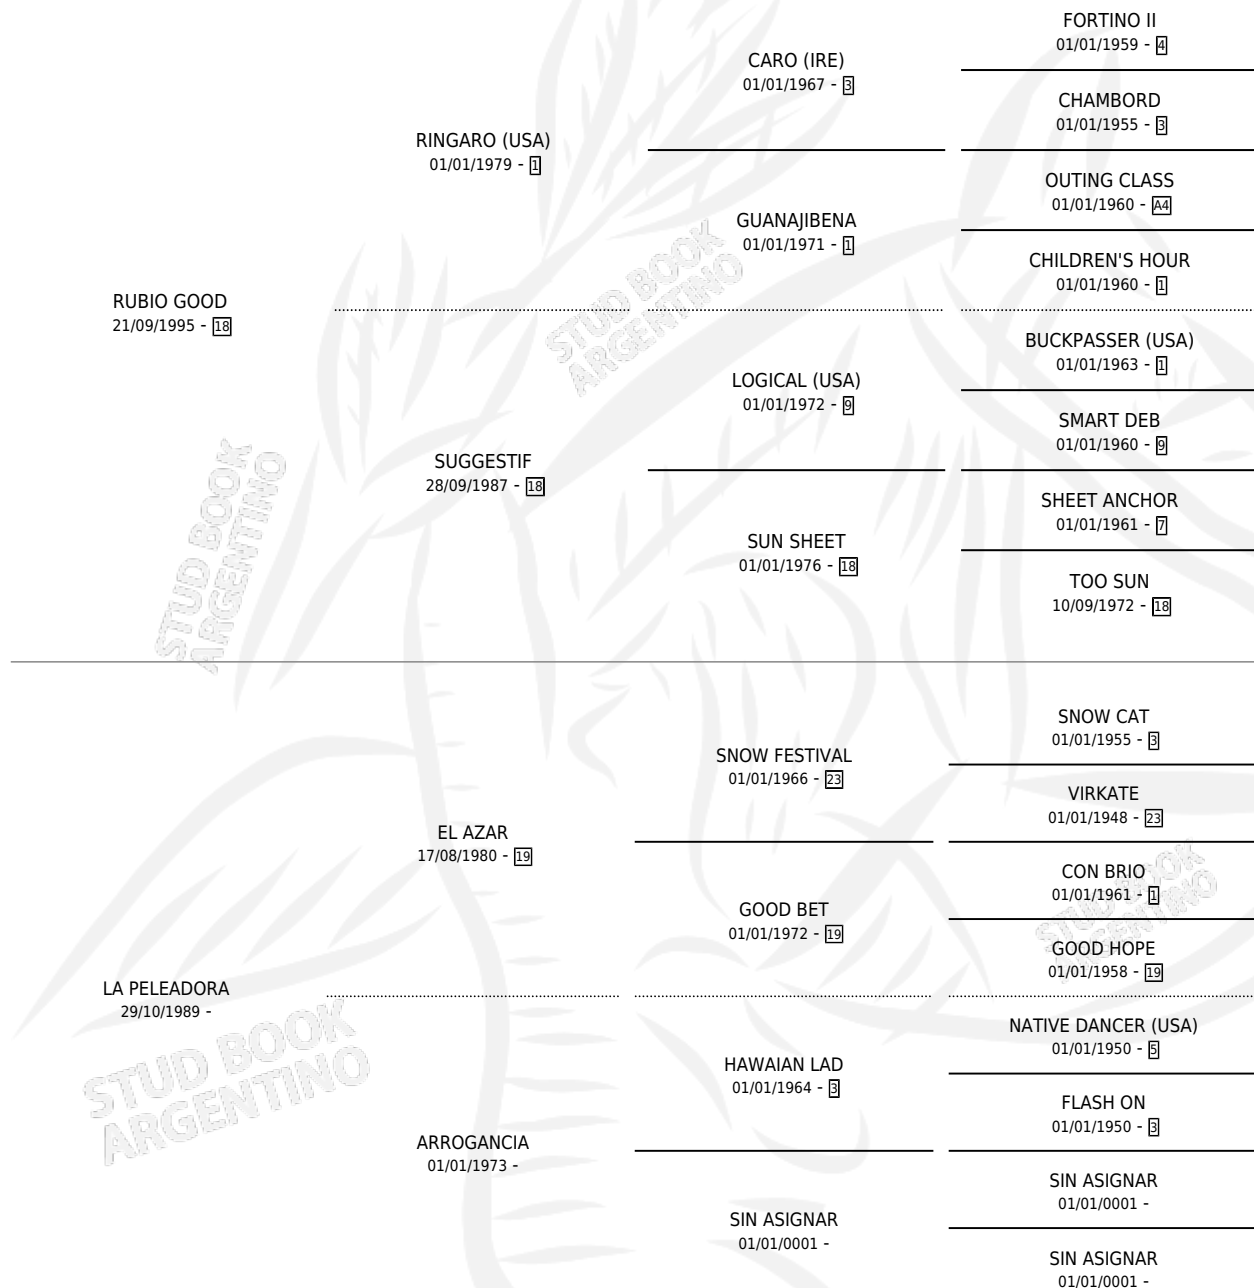 FORTINO II
01/01/1959 - 4
CARO (IRE)
01/01/1967 - 3
CHAMBORD
01/01/1955 - 3
RINGARO (USA)
01/01/1979 - 1
OUTING CLASS
01/01/1960 - A4
GUANAJIBENA
01/01/1971 - 1
CHILDREN'S HOUR
01/01/1960 - 1
RUBIO GOOD
21/09/1995 - 18
BUCKPASSER (USA)
01/01/1963 - 1
LOGICAL (USA)
01/01/1972 - 9
SMART DEB
01/01/1960 - 9
SUGGESTIF
28/09/1987 - 18
SHEET ANCHOR
01/01/1961 - 7
SUN SHEET
01/01/1976 - 18
TOO SUN
10/09/1972 - 18
SNOW CAT
01/01/1955 - 3
SNOW FESTIVAL
01/01/1966 - 23
VIRKATE
01/01/1948 - 23
EL AZAR
17/08/1980 - 19
CON BRIO
01/01/1961 - 1
GOOD BET
01/01/1972 - 19
GOOD HOPE
01/01/1958 - 19
LA PELEADORA
29/10/1989 -
NATIVE DANCER (USA)
01/01/1950 - 5
HAWAIAN LAD
01/01/1964 - 3
FLASH ON
01/01/1950 - 3
ARROGANCIA
01/01/1973 -
SIN ASIGNAR
01/01/0001 -
SIN ASIGNAR
01/01/0001 -
SIN ASIGNAR
01/01/0001 -
STUD BOOK
ARGENTINO
STUD BOOK
ARGENTINO
STUD BOOK
ARGENTINO
STUD BOOK
ARGENTINO